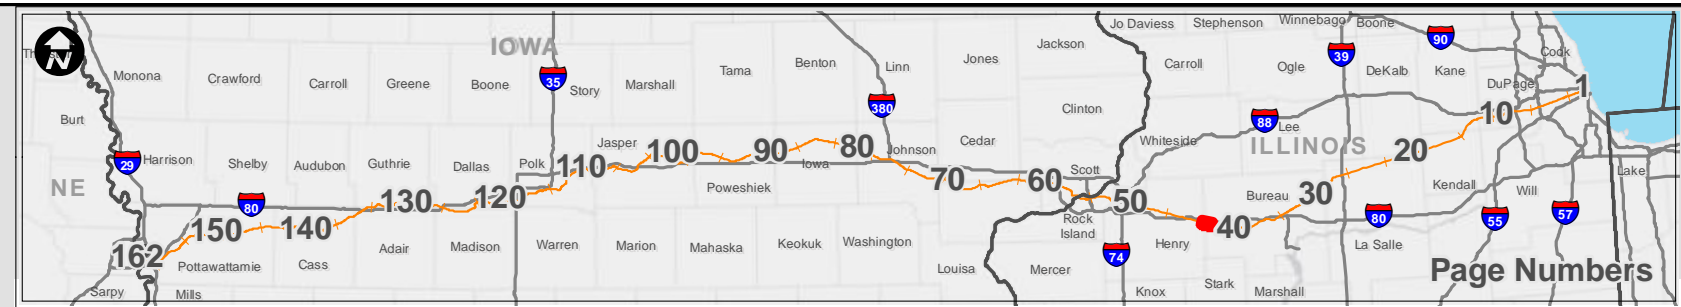 N
IOWA
ILLINOIS
NE
Monona
Crawford
Carroll
Greene
Boone
Story
Marshall
Tama
Benton
Linn
Jones
Jackson
Jo Daviess
Stephenson
Winnebago
Boone
Carroll
Ogle
DeKalb
Kane
Cook
DuPage
35
380
39
90
88
Burt
Harrison
Shelby
Audubon
Guthrie
Dallas
Polk
Jasper
Poweshiek
Iowa
Johnson
Cedar
Clinton
Scott
Whiteside
Lee
Bureau
Kendall
Will
Lake
29
80
162
150
140
130
120
110
100
90
80
70
60
50
40
30
20
10
1
Sarpy
Mills
Pottawattamie
Cass
Adair
Madison
Warren
Marion
Mahaska
Keokuk
Washington
Louisa
Mercer
Rock
Island
Henry
Knox
Stark
Marshall
La Salle
74
80
55
57
Page Numbers